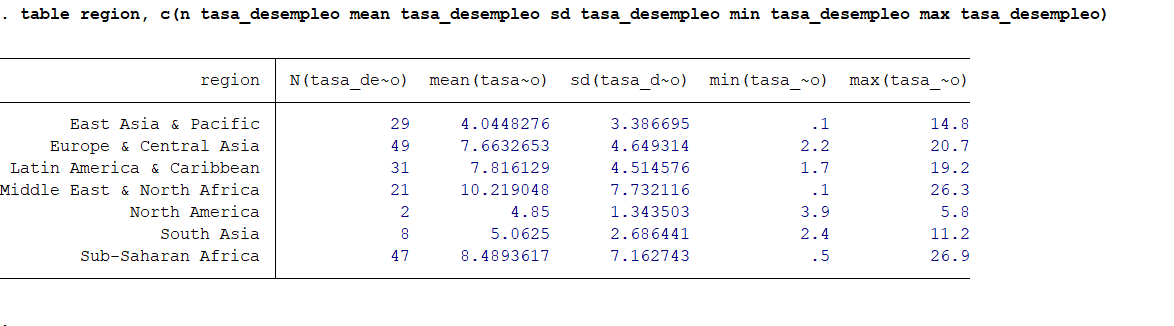 . table region, c(n tasa_desempleo mean tasa_desempleo sd tasa_desempleo min tasa_desempleo max tasa_desempleo)
region N(tasa_de~o) mean(tasa~o) sd(tasa_d~o) min(tasa_~o) max(tasa_~o)
East Asia & Pacific 29 4.0448276 3.386695 .1 14.8
Europe & Central Asia 49 7.6632653 4.649314 2.2 20.7
Latin America & Caribbean 31 7.816129 4.514576 1.7 19.2
Middle East & North Africa 21 10.219048 7.732116 .1 26.3
North America 2 4.85 1.343503 3.9 5.8
South Asia 8 5.0625 2.686441 2.4 11.2
Sub-Saharan Africa 47 8.4893617 7.162743 .5 26.9
.